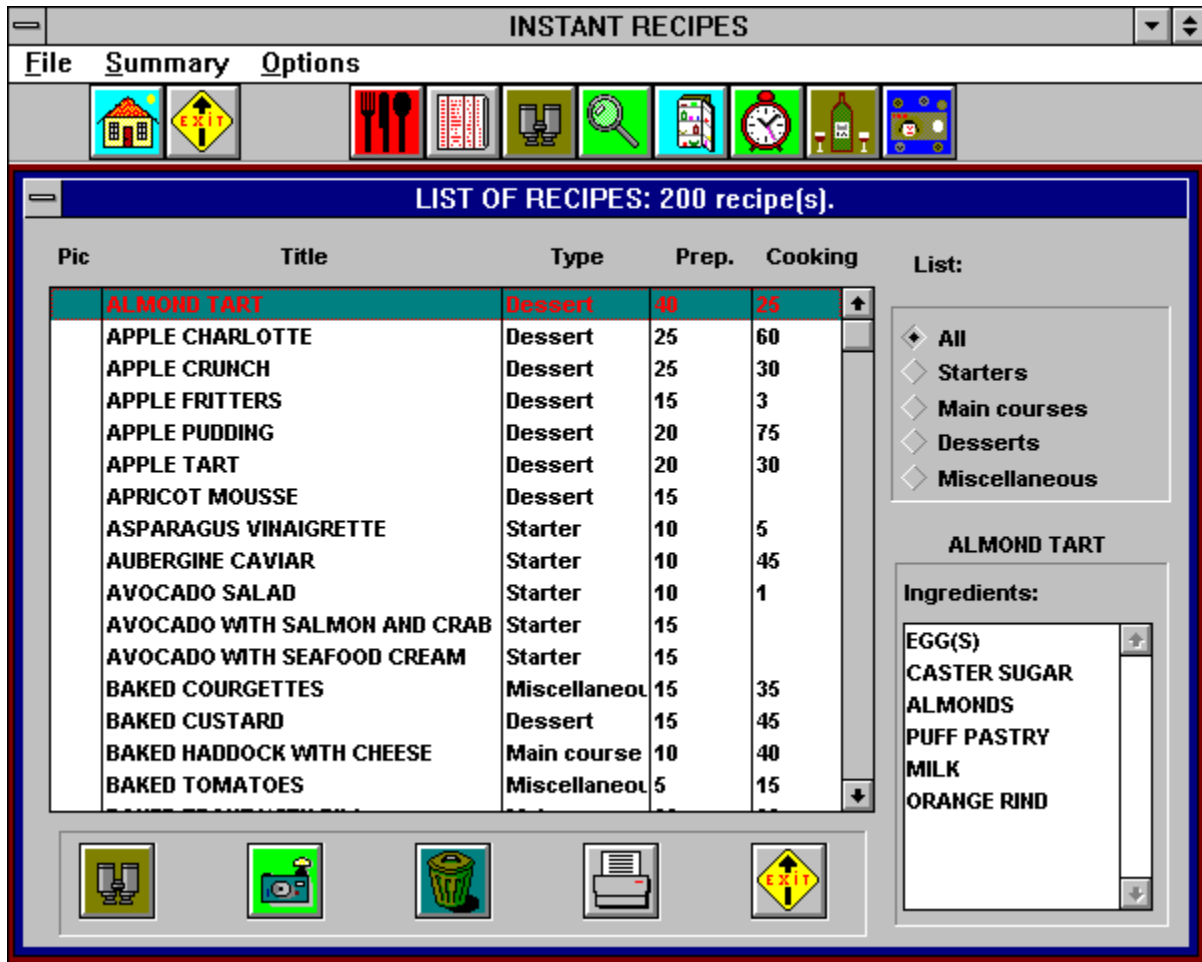 INSTANT RECIPES
File Summary Options
EXIT
LIST OF RECIPES: 200 recipe(s).
Pic Title Type Prep. Cooking
ALMOND TART Dessert 40 25
APPLE CHARLOTTE Dessert 25 60
APPLE CRUNCH Dessert 25 30
APPLE FRITTERS Dessert 15 3
APPLE PUDDING Dessert 20 75
APPLE TART Dessert 20 30
APRICOT MOUSSE Dessert 15
ASPARAGUS VINAIGRETTE Starter 10 5
AUBERGINE CAVIAR Starter 10 45
AVOCADO SALAD Starter 10 1
AVOCADO WITH SALMON AND CRAB Starter 15
AVOCADO WITH SEAFOOD CREAM Starter 15
BAKED COURGETTES Miscellaneou 15 35
BAKED CUSTARD Dessert 15 45
BAKED HADDOCK WITH CHEESE Main course 10 40
BAKED TOMATOES Miscellaneou 5 15
List:
All
Starters
Main courses
Desserts
Miscellaneous
ALMOND TART
Ingredients:
EGG(S)
CASTER SUGAR
ALMONDS
PUFF PASTRY
MILK
ORANGE RIND
EXIT